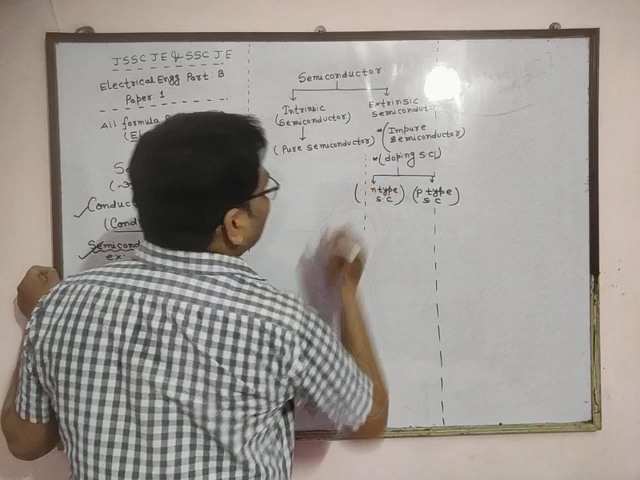 JSSC JE & SSC JE
Electrical Engg Part: B
Paper: 1
All formula
Conduc
(Cond
Semicond
ex:
Semiconductor
Intrinsic
(Semiconductor)
(Pure semiconductor)
Extrinsic
Semiconduct
*(Impure
Semiconductor)
*(doping S.C)
(n type
S C)
(P type
S C)